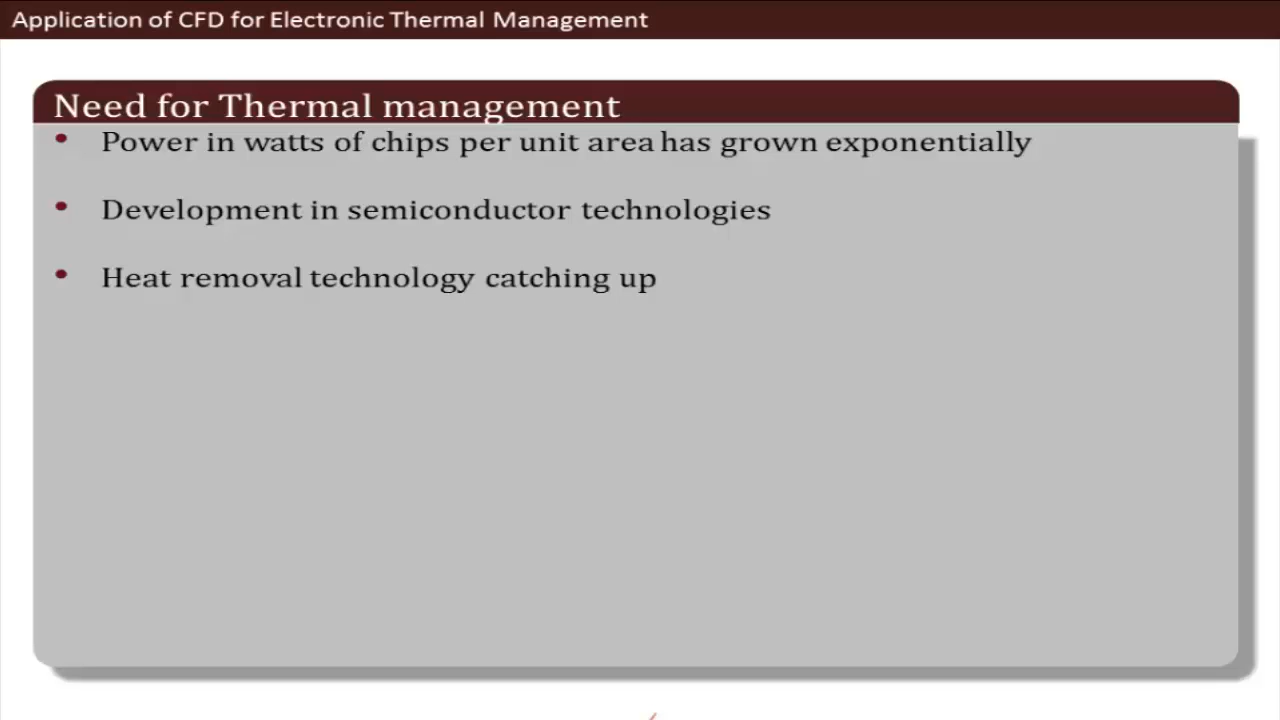 Application of CFD for Electronic Thermal Management
Need for Thermal management
• Power in watts of chips per unit area has grown exponentially
• Development in semiconductor technologies
• Heat removal technology catching up